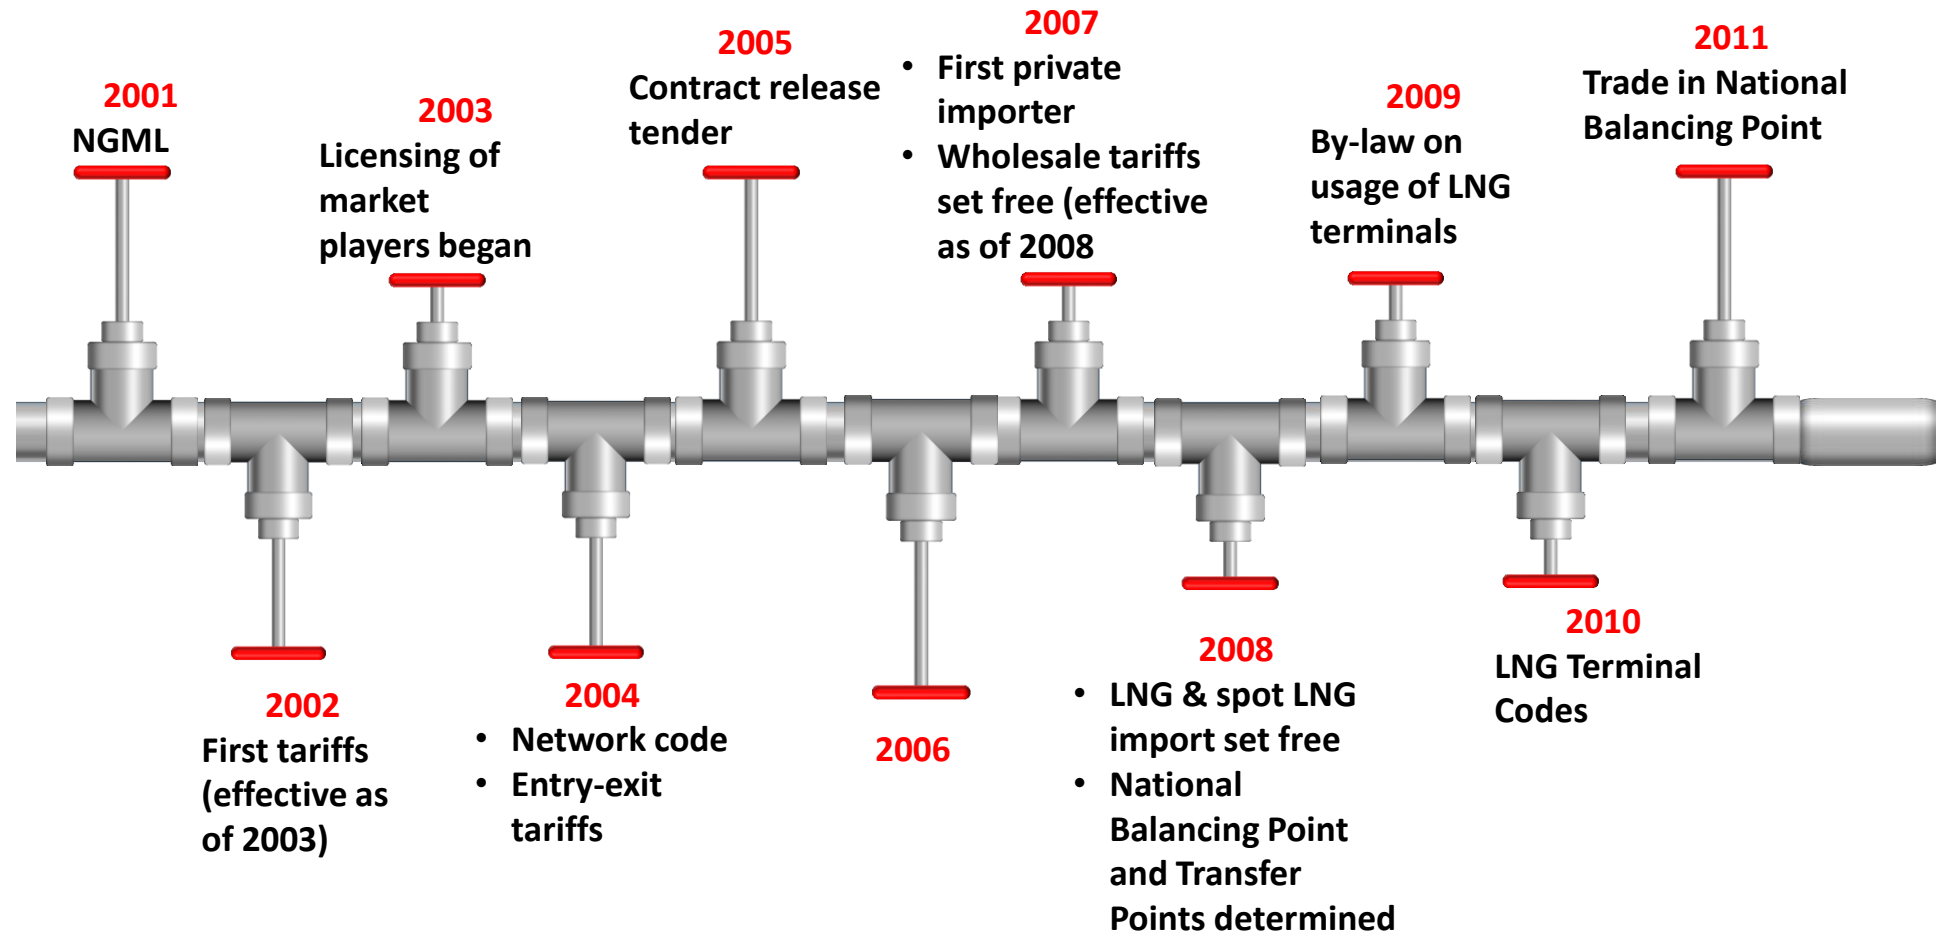 2001
NGML
2002
First tariffs
(effective as
of 2003)
2003
Licensing of
market
players began
2004
• Network code
• Entry-exit
tariffs
2005
Contract release
tender
2006
2007
• First private
importer
• Wholesale tariffs
set free (effective
as of 2008
2008
• LNG & spot LNG
import set free
• National
Balancing Point
and Transfer
Points determined
2009
By-law on
usage of LNG
terminals
2010
LNG Terminal
Codes
2011
Trade in National
Balancing Point